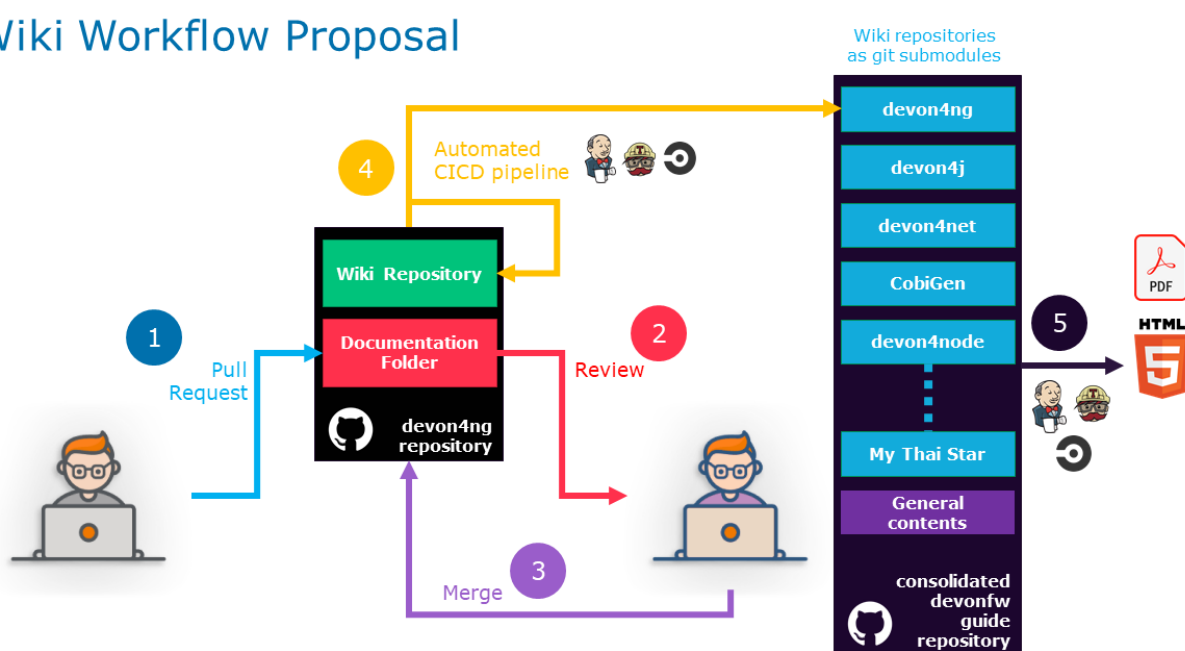 Wiki Workflow Proposal
Wiki repositories
as git submodules
devon4ng
devon4j
devon4net
CobiGen
devon4node
My Thai Star
General
contents
consolidated
devonfw
guide
repository
4
Automated
CICD pipeline
Wiki Repository
Documentation
Folder
devon4ng
repository
1
Pull
Request
2
Review
3
Merge
5
PDF
HTML
5